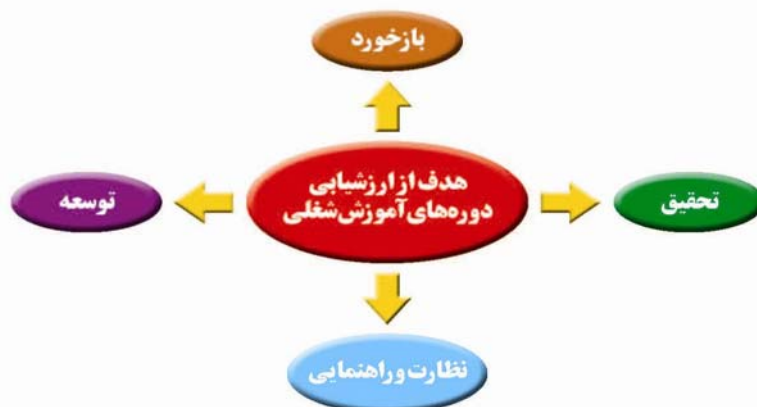 بازخورد
هدف از ارزشیابی
دوره‌های آموزش شغلی
تحقیق
توسعه
نظارت و راهنمایی